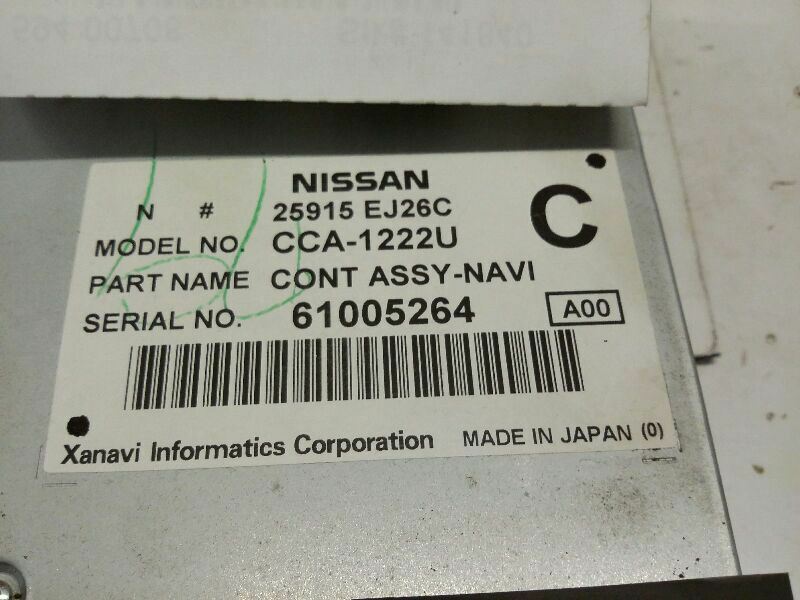 NISSAN
N # 25915 EJ26C
C
MODEL NO. CCA-1222U
PART NAME CONT ASSY-NAVI
SERIAL NO. 61005264 A00
Xanavi Informatics Corporation MADE IN JAPAN (0)